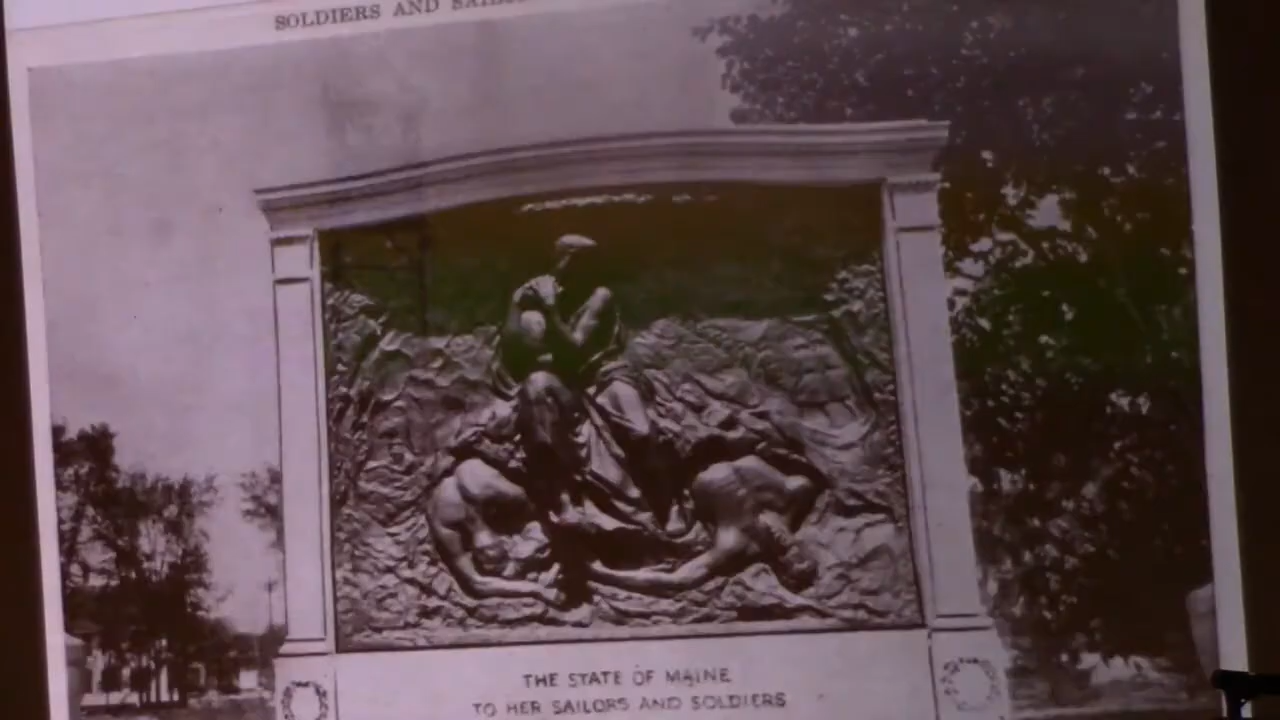 SOLDIERS AND
THE STATE OF MAINE
TO HER SAILORS AND SOLDIERS